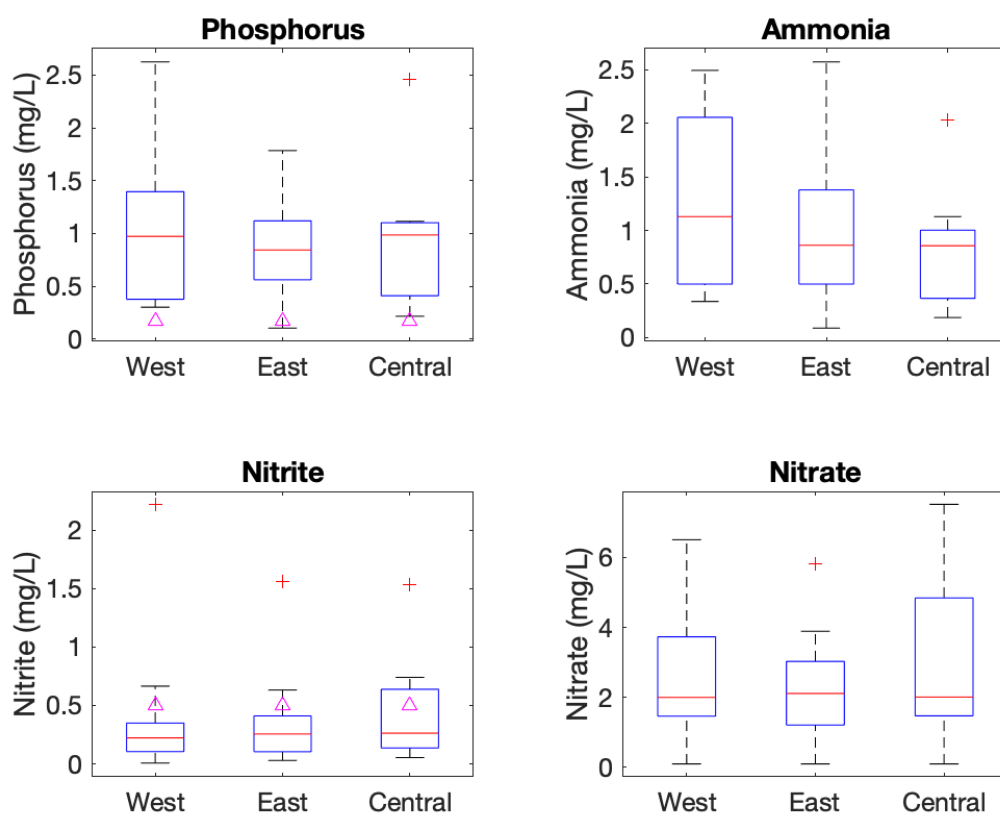 Phosphorus
Phosphorus (mg/L)
2.5
2
1.5
1
0.5
0
West East Central
Ammonia
Ammonia (mg/L)
2.5
2
1.5
1
0.5
0
West East Central
Nitrite
Nitrite (mg/L)
2
1.5
1
0.5
0
West East Central
Nitrate
Nitrate (mg/L)
6
4
2
0
West East Central